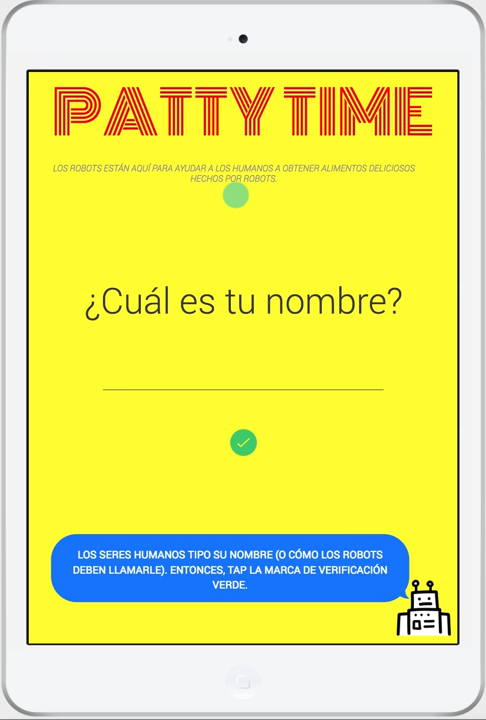 PATTY TIME
LOS ROBOTS ESTÁN AQUÍ PARA AYUDAR A LOS HUMANOS A OBTENER ALIMENTOS DELICIOSOS
HECHOS POR ROBOTS.
¿Cuál es tu nombre?
LOS SERES HUMANOS TIPO SU NOMBRE (O CÓMO LOS ROBOTS
DEBEN LLAMARLE). ENTONCES, TAP LA MARCA DE VERIFICACIÓN
VERDE.